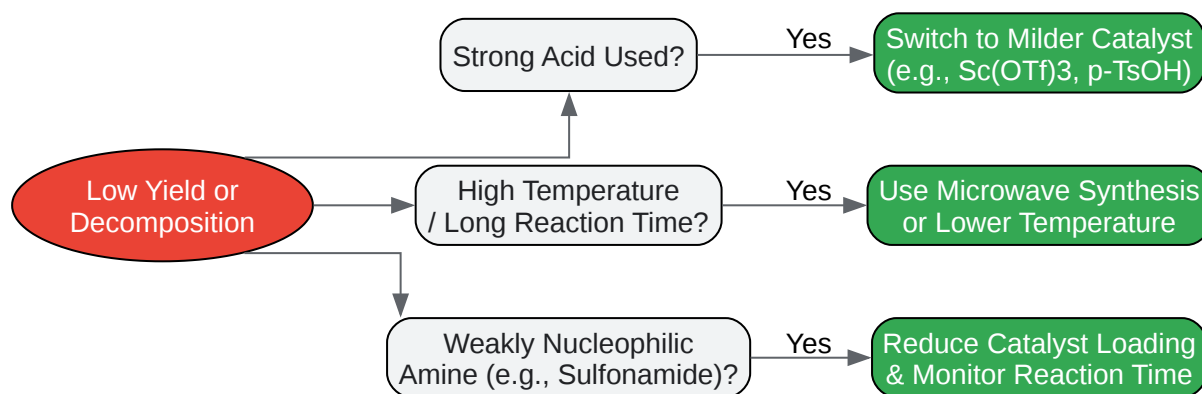 Strong Acid Used?
Yes
Switch to Milder Catalyst
(e.g., Sc(OTf)3, p-TsOH)
Low Yield or
Decomposition
High Temperature
/ Long Reaction Time?
Yes
Use Microwave Synthesis
or Lower Temperature
Weakly Nucleophilic
Amine (e.g., Sulfonamide)?
Yes
Reduce Catalyst Loading
& Monitor Reaction Time